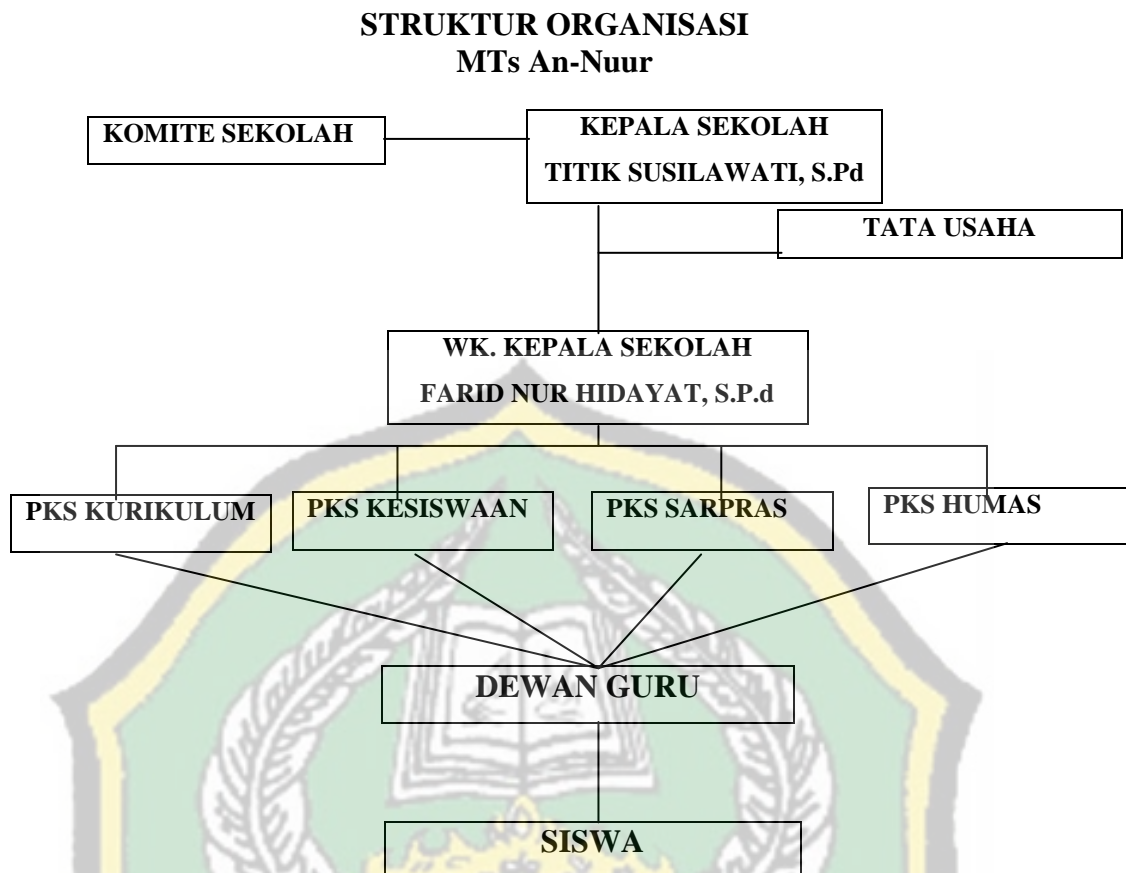 STRUKTUR ORGANISASI
MTs An-Nuur
KOMITE SEKOLAH
KEPALA SEKOLAH
TITIK SUSILAWATI, S.Pd
TATA USAHA
WK. KEPALA SEKOLAH
FARID NUR HIDAYAT, S.P.d
PKS KURIKULUM
PKS KESISWAAN
PKS SARPRAS
PKS HUMAS
DEWAN GURU
SISWA